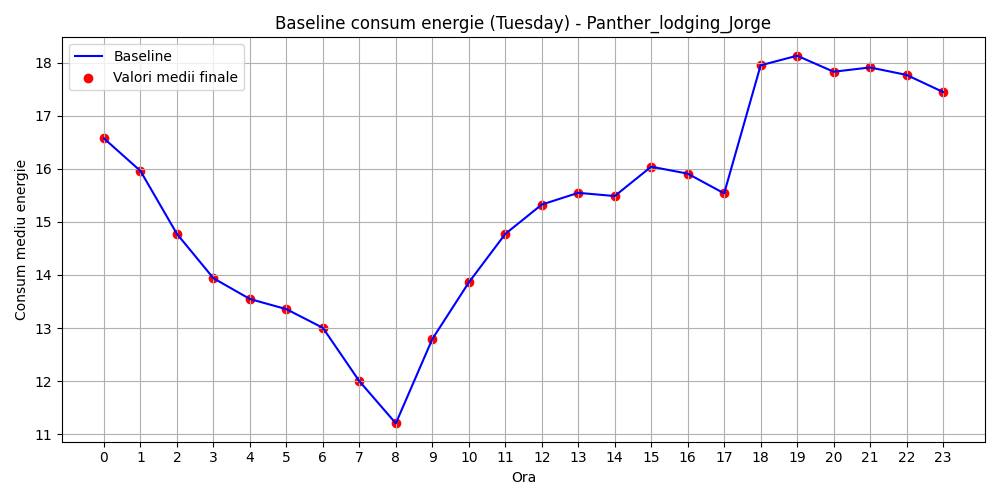 Baseline consum energie (Tuesday) - Panther_lodging_Jorge
Baseline
Valori medii finale
Consum mediu energie
18
17
16
15
14
13
12
11
0 1 2 3 4 5 6 7 8 9 10 11 12 13 14 15 16 17 18 19 20 21 22 23
Ora